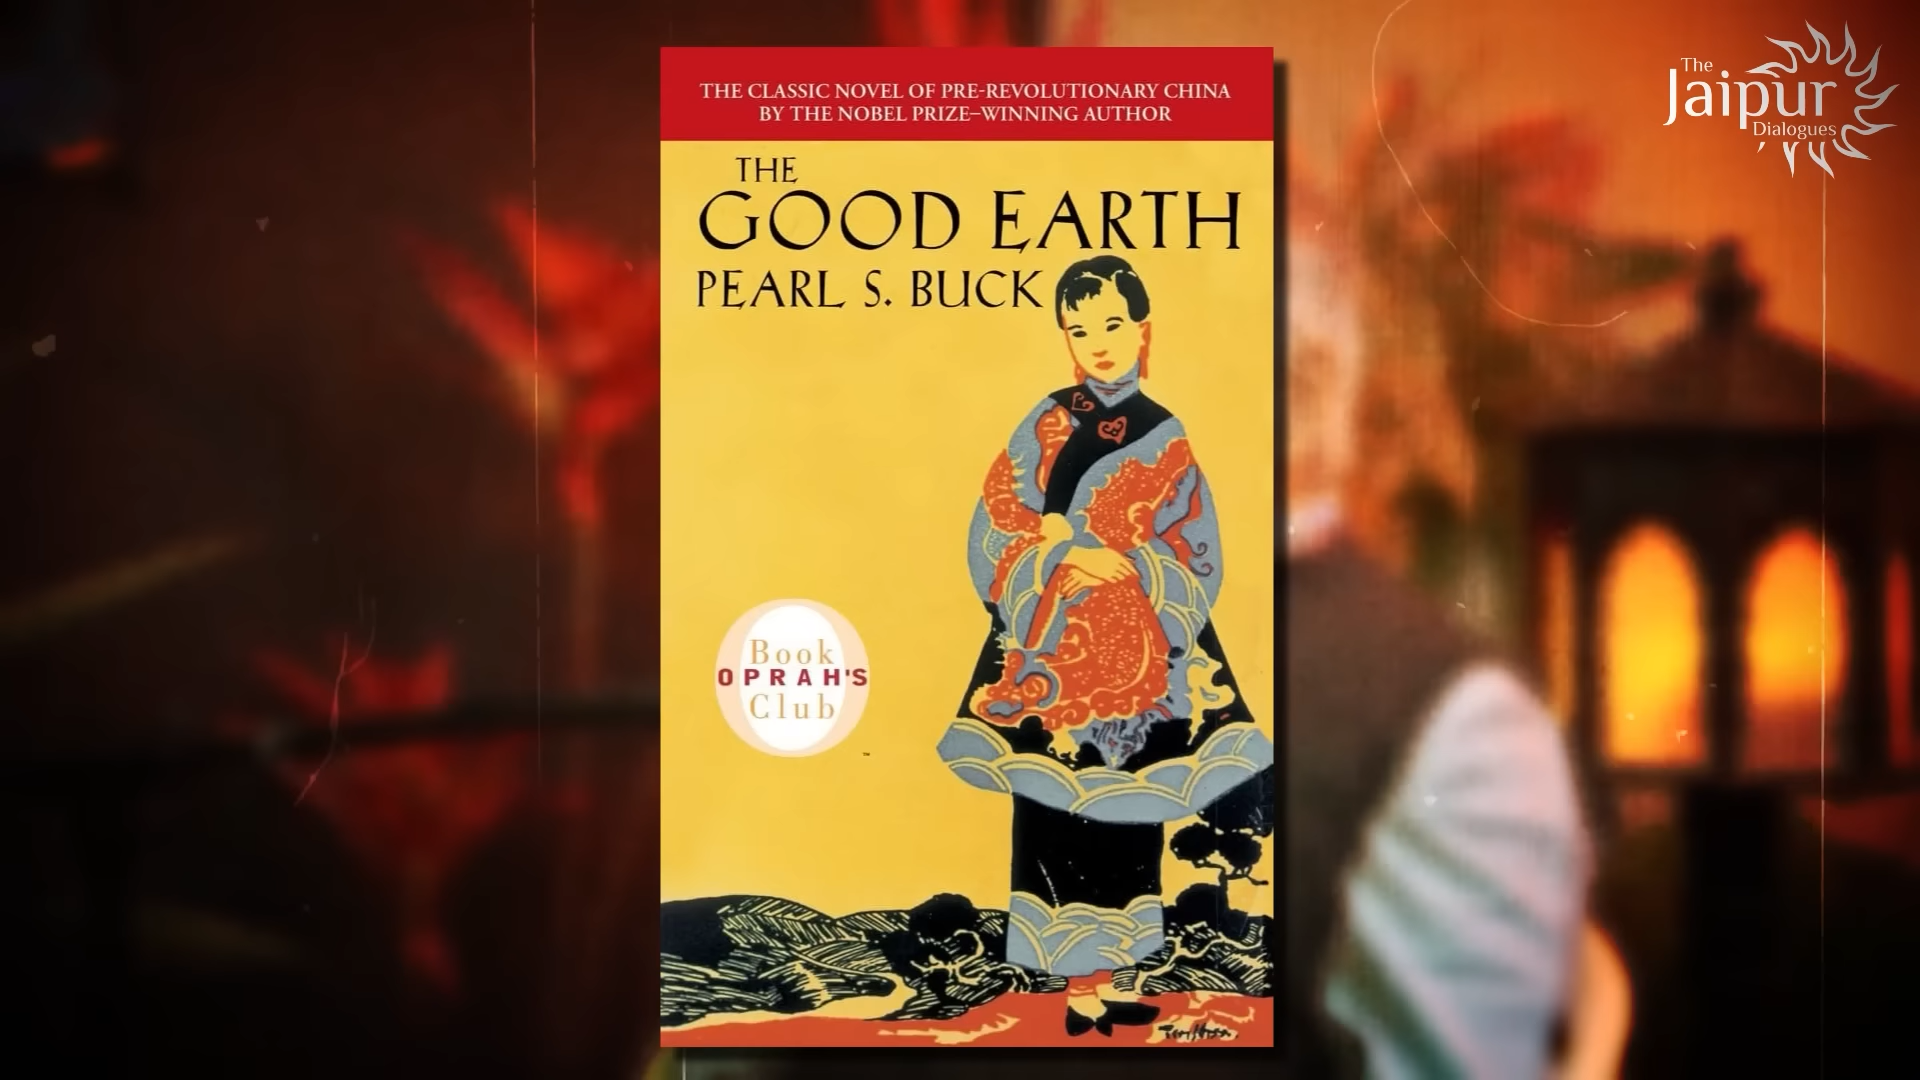 THE CLASSIC NOVEL OF PRE-REVOLUTIONARY CHINA
BY THE NOBEL PRIZE–WINNING AUTHOR
THE
GOOD EARTH
PEARL S. BUCK
Book
OPRAH'S
Club
™
The
Jaipur
Dialogues